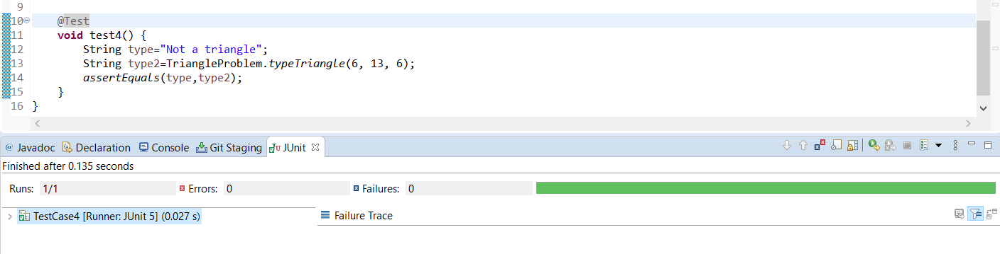 9
10 @Test
11 void test4() {
12 String type="Not a triangle";
13 String type2=TriangleProblem.typeTriangle(6, 13, 6);
14 assertEquals(type,type2);
15 }
16 }
@ Javadoc Declaration Console Git Staging JUnit
Finished after 0.135 seconds
Runs: 1/1 Errors: 0 Failures: 0
TestCase4 [Runner: JUnit 5] (0.027 s) Failure Trace